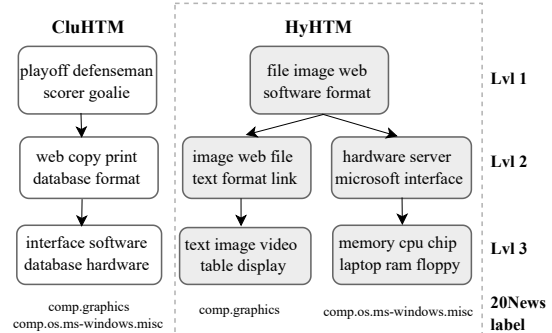 CluHTM
HyHTM
playoff defenseman
scorer goalie
file image web
software format
Lvl 1
web copy print
database format
image web file
text format link
hardware server
microsoft interface
Lvl 2
interface software
database hardware
text image video
table display
memory cpu chip
laptop ram floppy
Lvl 3
comp.graphics
comp.os.ms-windows.misc
comp.graphics
comp.os.ms-windows.misc
20News
label